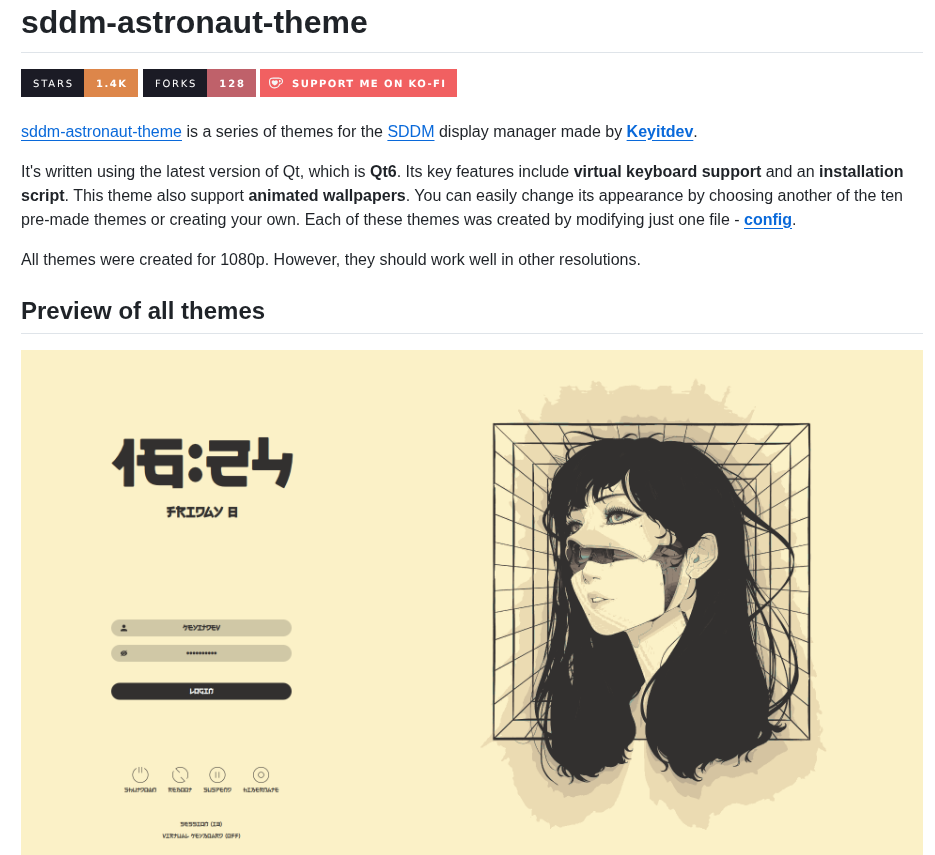 sddm-astronaut-theme
STARS 1.4K FORKS 128 SUPPORT ME ON KO-FI
sddm-astronaut-theme is a series of themes for the SDDM display manager made by Keyitdev.
It's written using the latest version of Qt, which is Qt6. Its key features include virtual keyboard support and an installation
script. This theme also support animated wallpapers. You can easily change its appearance by choosing another of the ten
pre-made themes or creating your own. Each of these themes was created by modifying just one file - config.
All themes were created for 1080p. However, they should work well in other resolutions.
Preview of all themes
16:24
FRIDAY 日
KEYITDEV
••••••••••
LOGIN
SHUTDOWN REBOOT SUSPEND HIBERNATE
SESSION (I3)
VIRTUAL KEYBOARD (OFF)